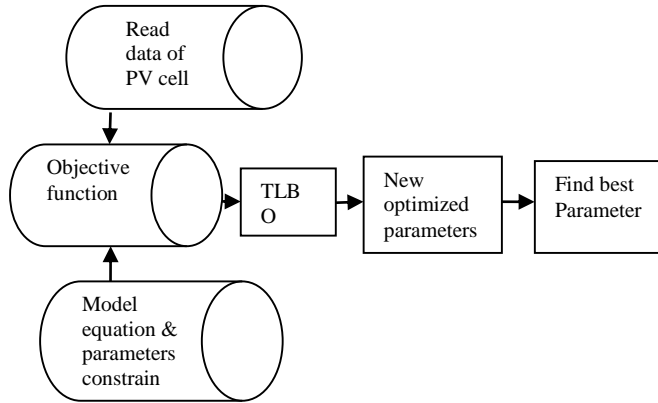 Read
data of
PV cell
Objective
function
TLB
O
New
optimized
parameters
Find best
Parameter
Model
equation &
parameters
constrain